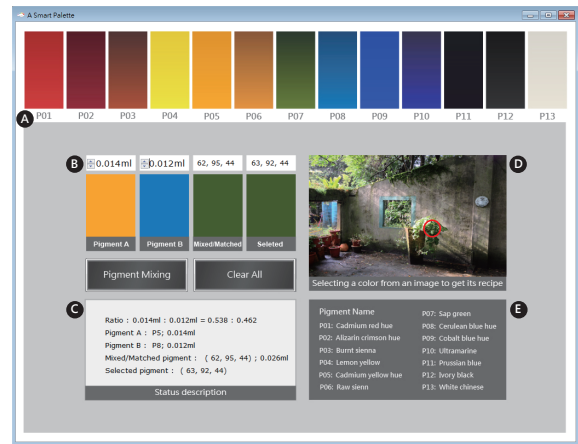 A Smart Palette
P01 P02 P03 P04 P05 P06 P07 P08 P09 P10 P11 P12 P13
A
B 0.014ml 0.012ml 62, 95, 44 63, 92, 44
Pigment A Pigment B Mixed/Matched Seleted
Pigment Mixing Clear All
C
Ratio : 0.014ml : 0.012ml = 0.538 : 0.462
Pigment A : P5; 0.014ml
Pigment B : P8; 0.012ml
Mixed/Matched pigment : ( 62, 95, 44) ; 0.026ml
Selected pigment : ( 63, 92, 44)
Status description
D
Selecting a color from an image to get its recipe
E
Pigment Name
P01: Cadmium red hue
P02: Alizarin crimson hue
P03: Burnt sienna
P04: Lemon yellow
P05: Cadmium yellow hue
P06: Raw sienn
P07: Sap green
P08: Cerulean blue hue
P09: Cobalt blue hue
P10: Ultramarine
P11: Prussian blue
P12: Ivory black
P13: White chinese